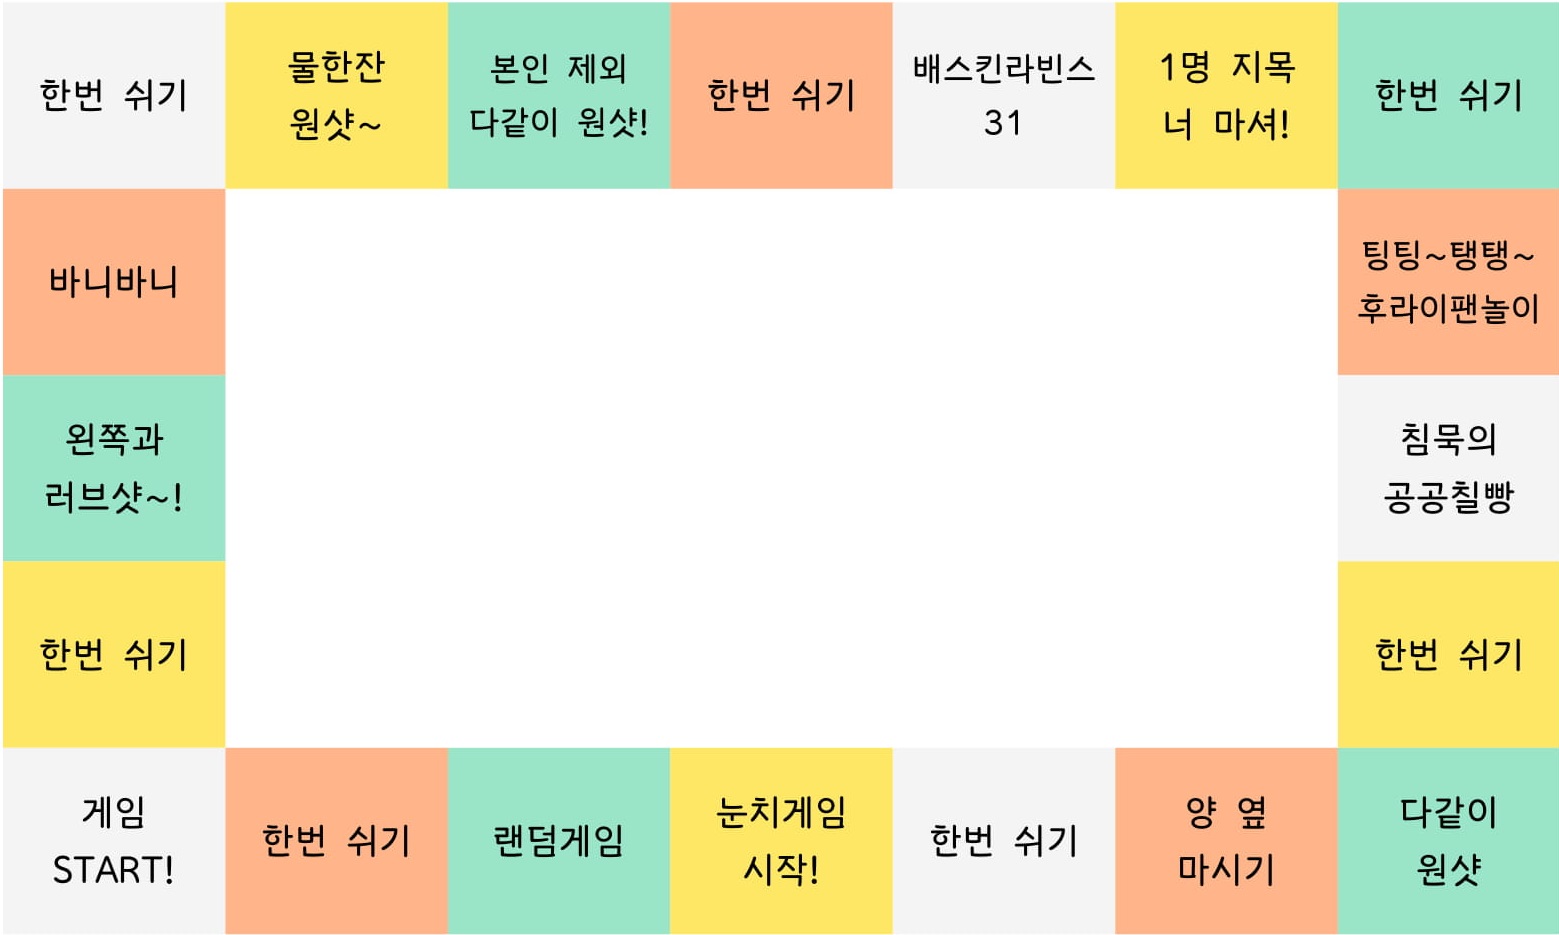 한번 쉬기
물한잔
원샷~
본인 제외
다같이 원샷!
한번 쉬기
배스킨라빈스
31
1명 지목
너 마셔!
한번 쉬기
바니바니
팅팅~탱탱~
후라이팬놀이
왼쪽과
러브샷~!
침묵의
공공칠빵
한번 쉬기
한번 쉬기
게임
START!
한번 쉬기
랜덤게임
눈치게임
시작!
한번 쉬기
양 옆
마시기
다같이
원샷